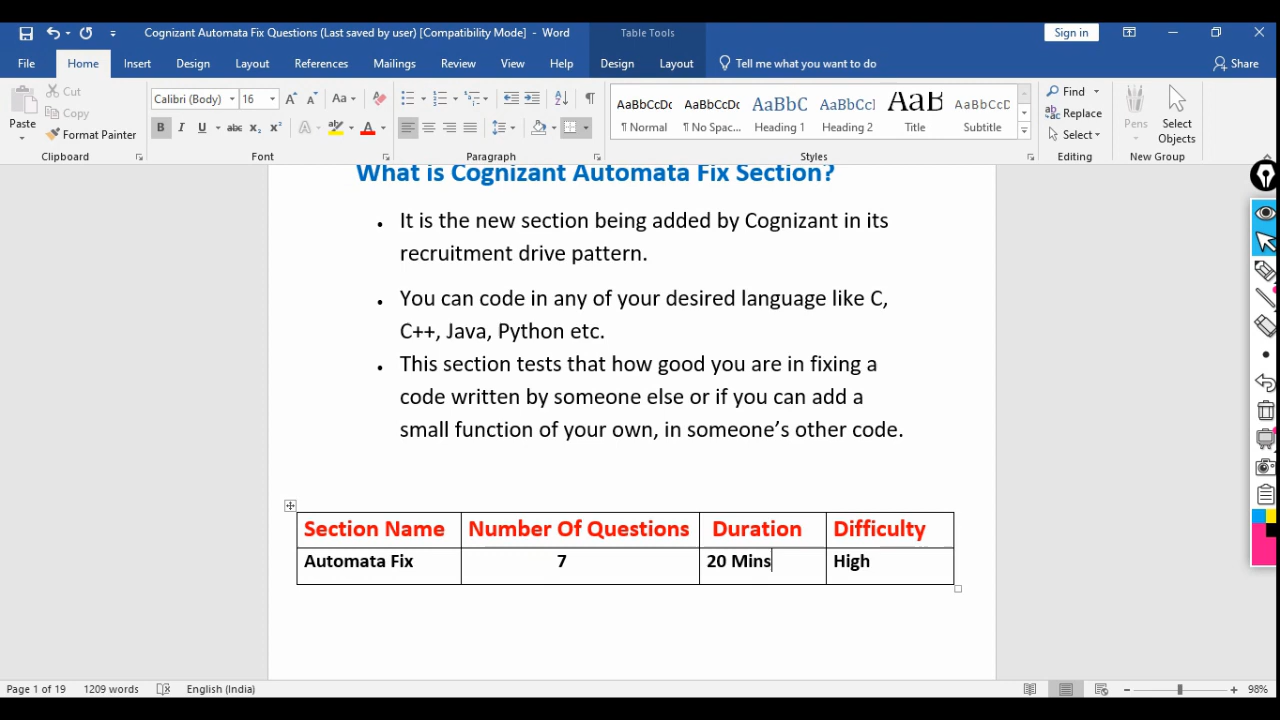 Cognizant Automata Fix Questions (Last saved by user) [Compatibility Mode] - Word
Table Tools
Sign in
File Home Insert Design Layout References Mailings Review View Help Design Layout Tell me what you want to do Share
Paste
Cut
Copy
Format Painter
Clipboard
Calibri (Body) 16
Font
Paragraph
AaBbCcDc AaBbCcDc AaBbC AaBbCcl AaB AaBbCcD
¶ Normal ¶ No Spac... Heading 1 Heading 2 Title Subtitle
Styles
Find
Replace
Select
Editing
Pens
Select Objects
New Group
What is Cognizant Automata Fix Section?
• It is the new section being added by Cognizant in its
recruitment drive pattern.
• You can code in any of your desired language like C,
C++, Java, Python etc.
• This section tests that how good you are in fixing a
code written by someone else or if you can add a
small function of your own, in someone's other code.
Section Name Number Of Questions Duration Difficulty
Automata Fix 7 20 Mins High
Page 1 of 19 1209 words English (India) 98%